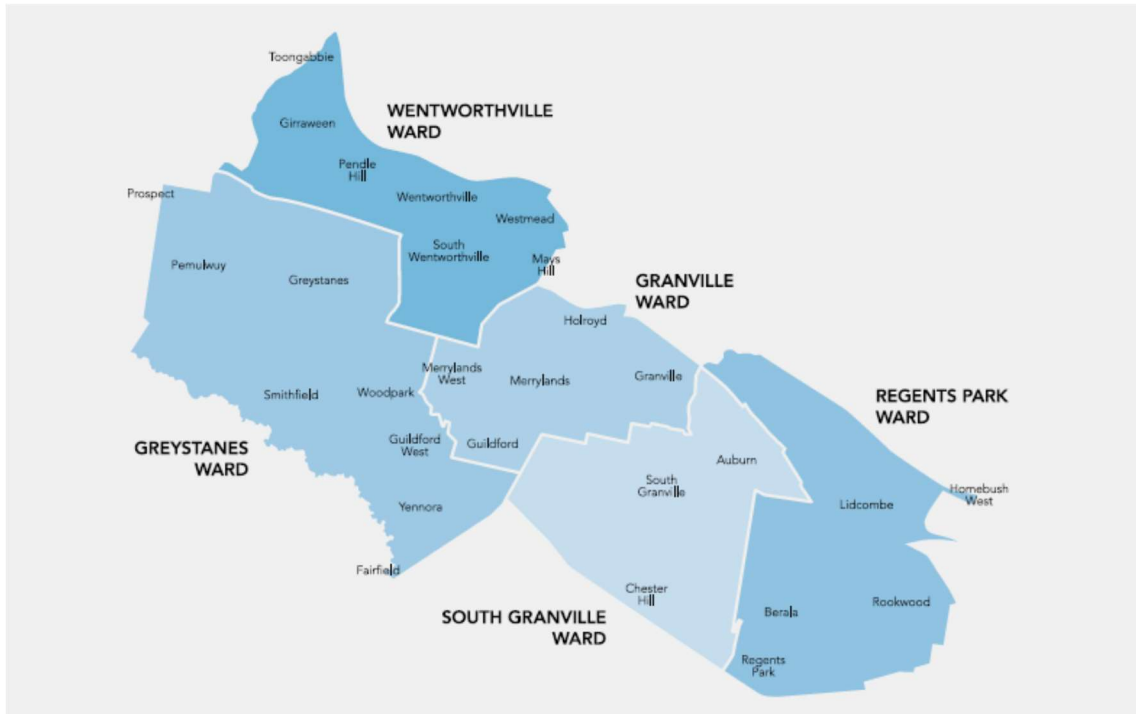 Toongabbie
WENTWORTHVILLE
WARD
Girraween
Pendle
Hill
Prospect
Wentworthville
Westmead
South
Wentworthville
Mays
Hill
Pemulwuy
Greystanes
GRANVILLE
WARD
Holroyd
Merrylands
West
Merrylands
Granville
Smithfield
Woodpark
REGENTS PARK
WARD
GREYSTANES
WARD
Guildford
West
Guildford
Auburn
South
Granville
Yennora
Lidcombe
Homebush
West
Fairfield
Chester
Hill
SOUTH GRANVILLE
WARD
Berala
Rookwood
Regents
Park